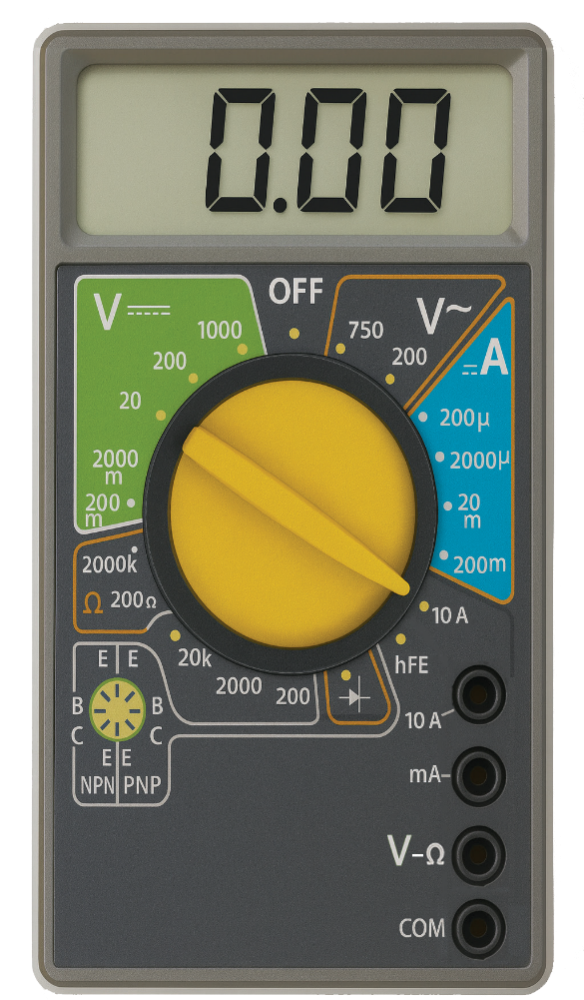 0.00
OFF
V⎓
V~
⎓A
1000
750
200
200
20
200µ
2000
m
2000µ
200
m
20
m
2000k
200m
Ω 200Ω
10 A
20k
hFE
2000
200
E E
B B
C C
E E
NPN PNP
10 A
mA
V-Ω
COM